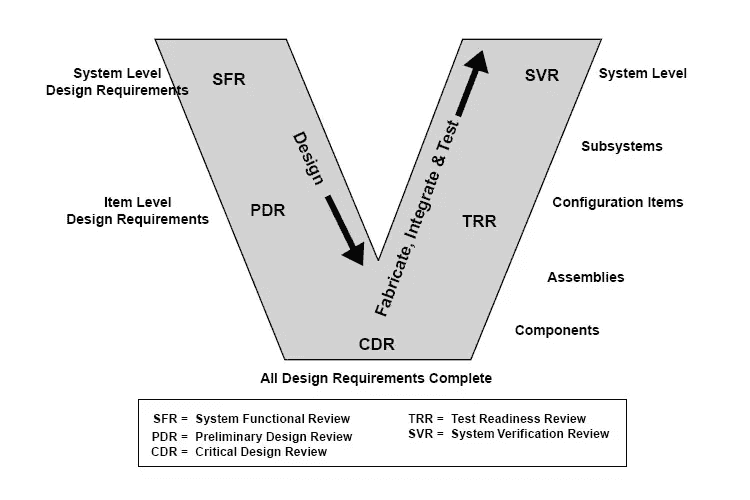 System Level
Design Requirements
SFR
Design
SVR
System Level
Subsystems
Item Level
Design Requirements
PDR
Fabricate, Integrate & Test
TRR
Configuration Items
Assemblies
Components
CDR
All Design Requirements Complete
SFR = System Functional Review
PDR = Preliminary Design Review
CDR = Critical Design Review
TRR = Test Readiness Review
SVR = System Verification Review